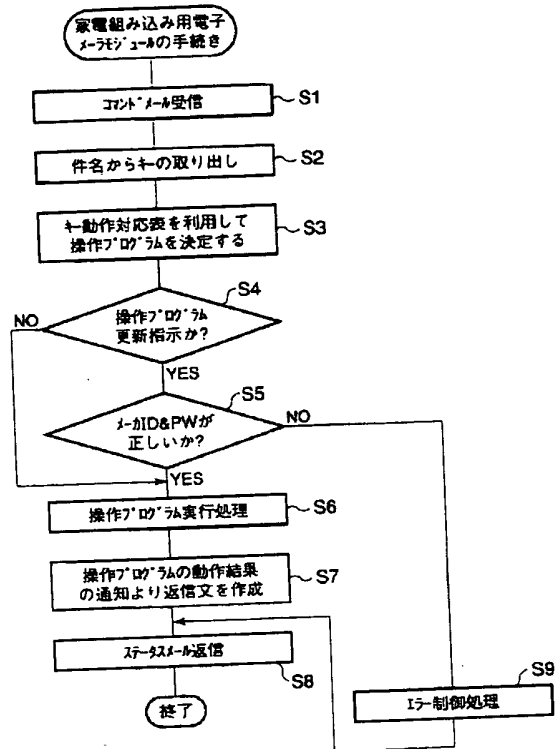 家電組み込み用電子
ﾒｰﾗﾓｼﾞｭｰﾙの手続き
ｺﾏﾝﾄﾞﾒｰﾙ受信
S1
件名からキーの取り出し
S2
キー動作対応表を利用して
操作ﾌﾟﾛｸﾞﾗﾑを決定する
S3
S4
操作ﾌﾟﾛｸﾞﾗﾑ
更新指示か?
NO
YES
S5
ﾒｰｶID&PWが
正しいか?
NO
YES
操作ﾌﾟﾛｸﾞﾗﾑ実行処理
S6
操作ﾌﾟﾛｸﾞﾗﾑの動作結果
の通知より返信文を作成
S7
ｽﾃｰﾀｽﾒｰﾙ返信
S8
S9
ｴﾗｰ制御処理
終了